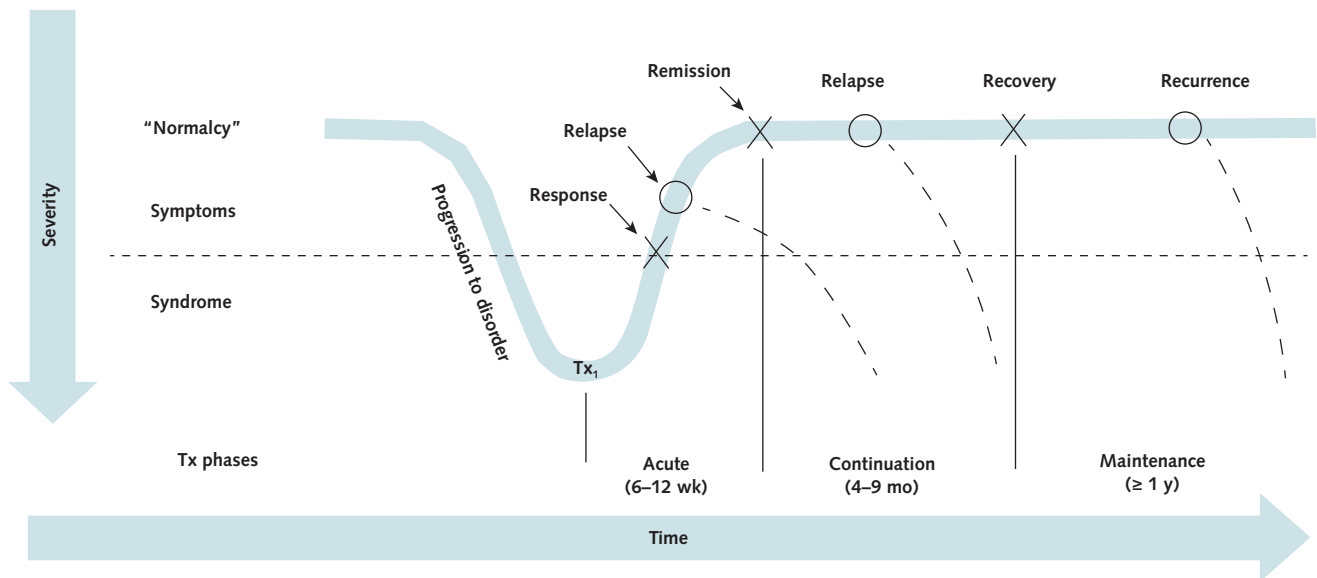 Remission
Relapse
Recovery
Recurrence
"Normalcy"
Relapse
Response
Symptoms
Severity
Progression to disorder
Syndrome
Tx₁
Tx phases
Acute
(6–12 wk)
Continuation
(4–9 mo)
Maintenance
(≥ 1 y)
Time